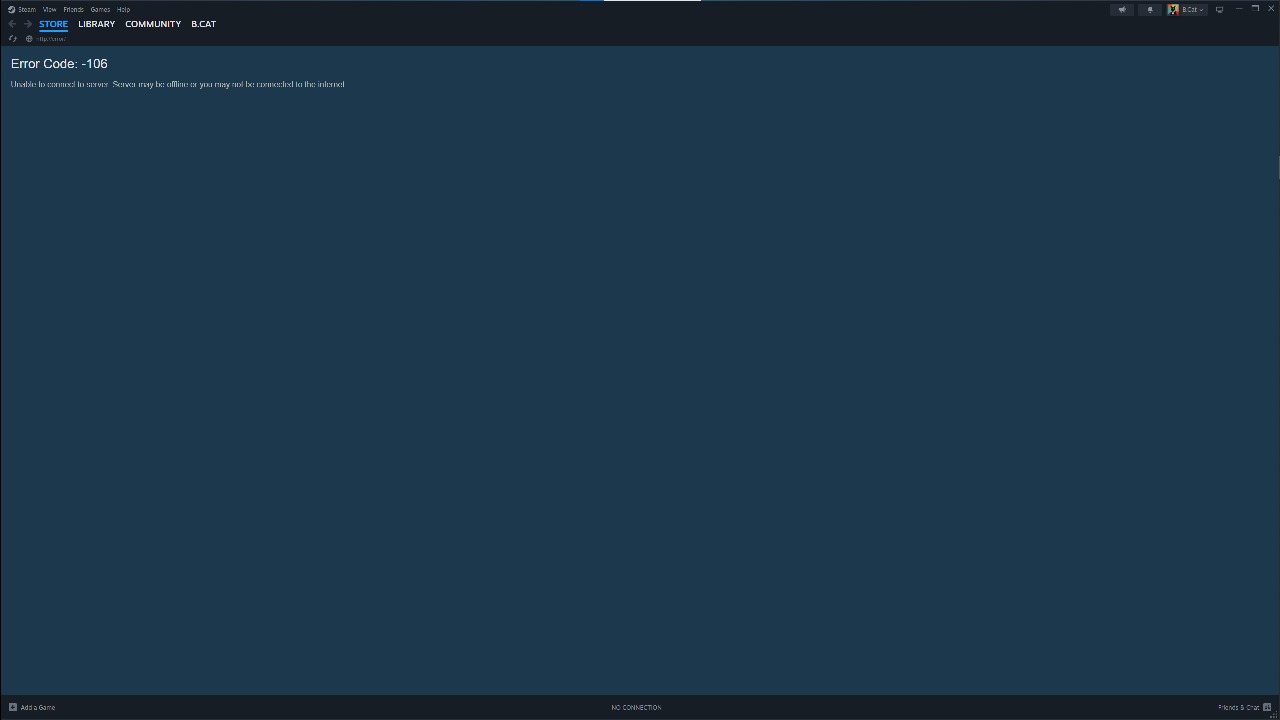 Steam View Friends Games Help
B.Cat
STORE LIBRARY COMMUNITY B.CAT
http://error/
Error Code: -106
Unable to connect to server. Server may be offline or you may not be connected to the internet.
Add a Game
NO CONNECTION
Friends & Chat